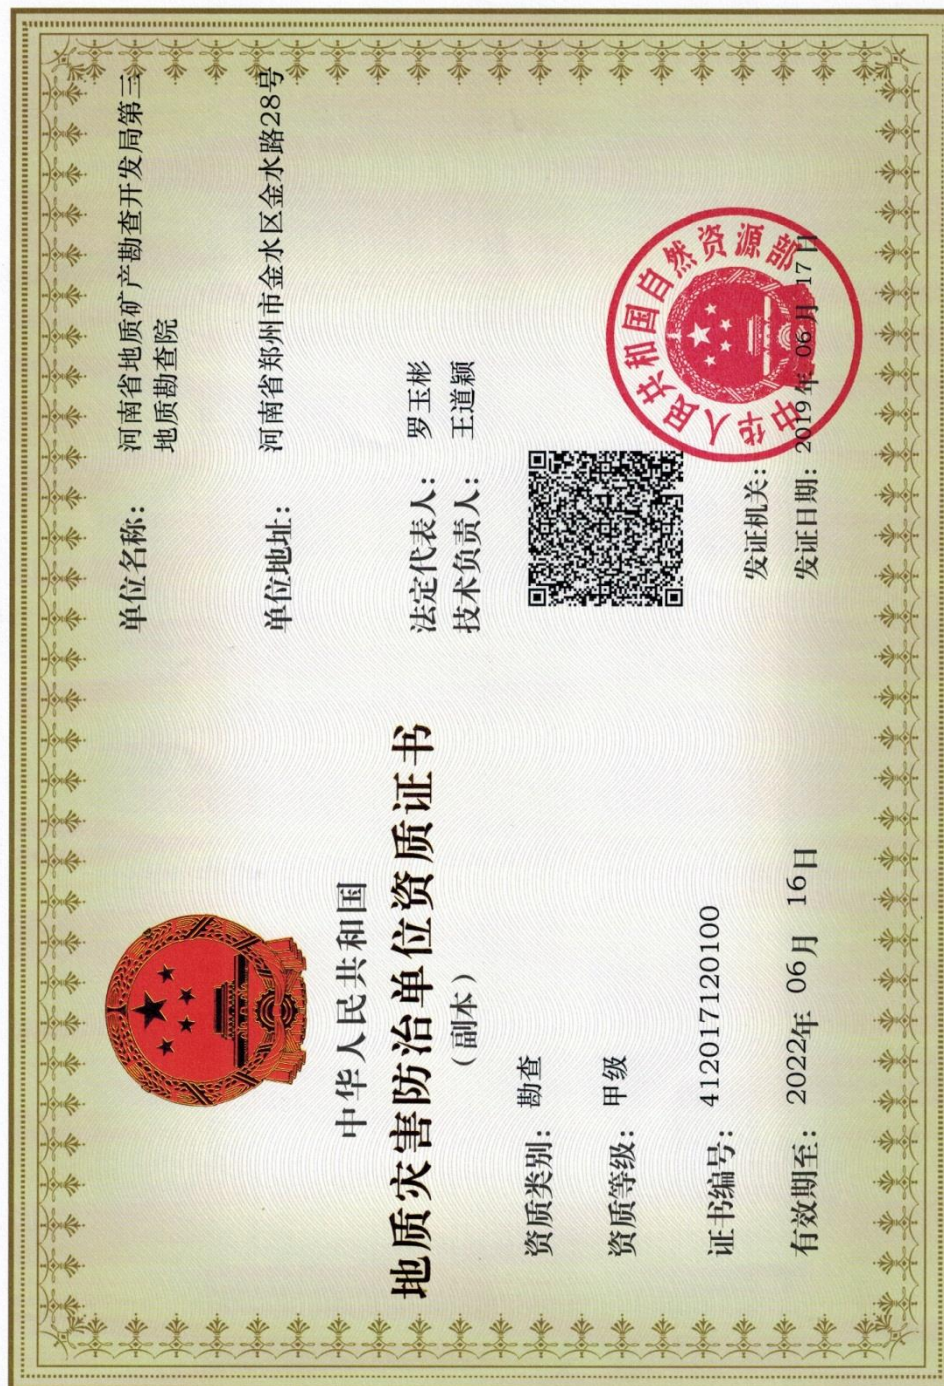 中华人民共和国
地质灾害防治单位资质证书
（副本）
资质类别： 勘查
资质等级： 甲级
证书编号： 412017120100
有效期至： 2022年 06月 16日
单位名称： 河南省地质矿产勘查开发局第三
地质勘查院
单位地址： 河南省郑州市金水区金水路28号
法定代表人： 罗玉彬
技术负责人： 王道颖
中华人民共和国自然资源部
发证机关：
发证日期： 2019年 06月 17日